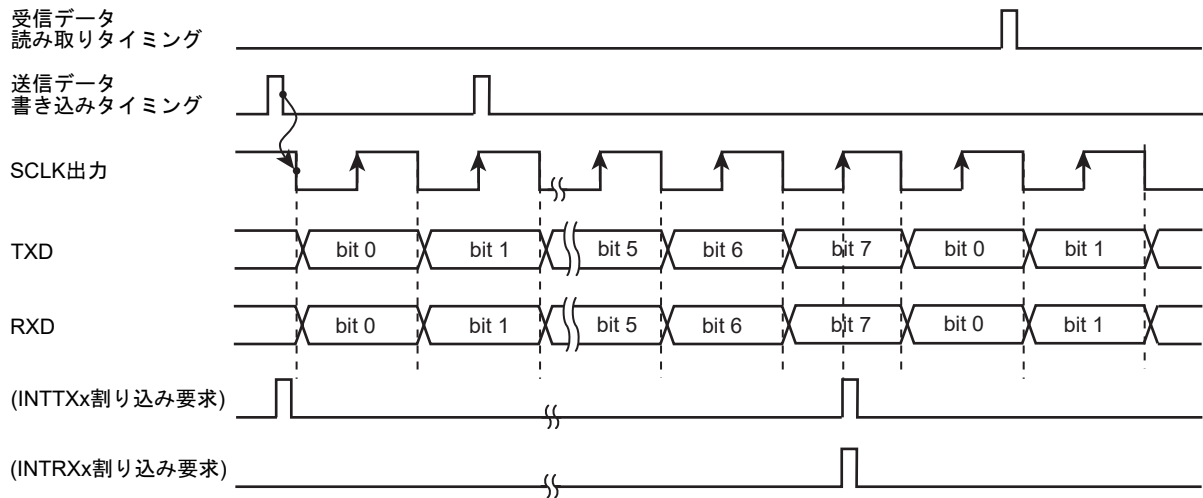 受信データ
読み取りタイミング
送信データ
書き込みタイミング
SCLK出力
TXD
bit 0 bit 1 bit 5 bit 6 bit 7 bit 0 bit 1
RXD
bit 0 bit 1 bit 5 bit 6 bit 7 bit 0 bit 1
(INTTXx割り込み要求)
(INTRXx割り込み要求)